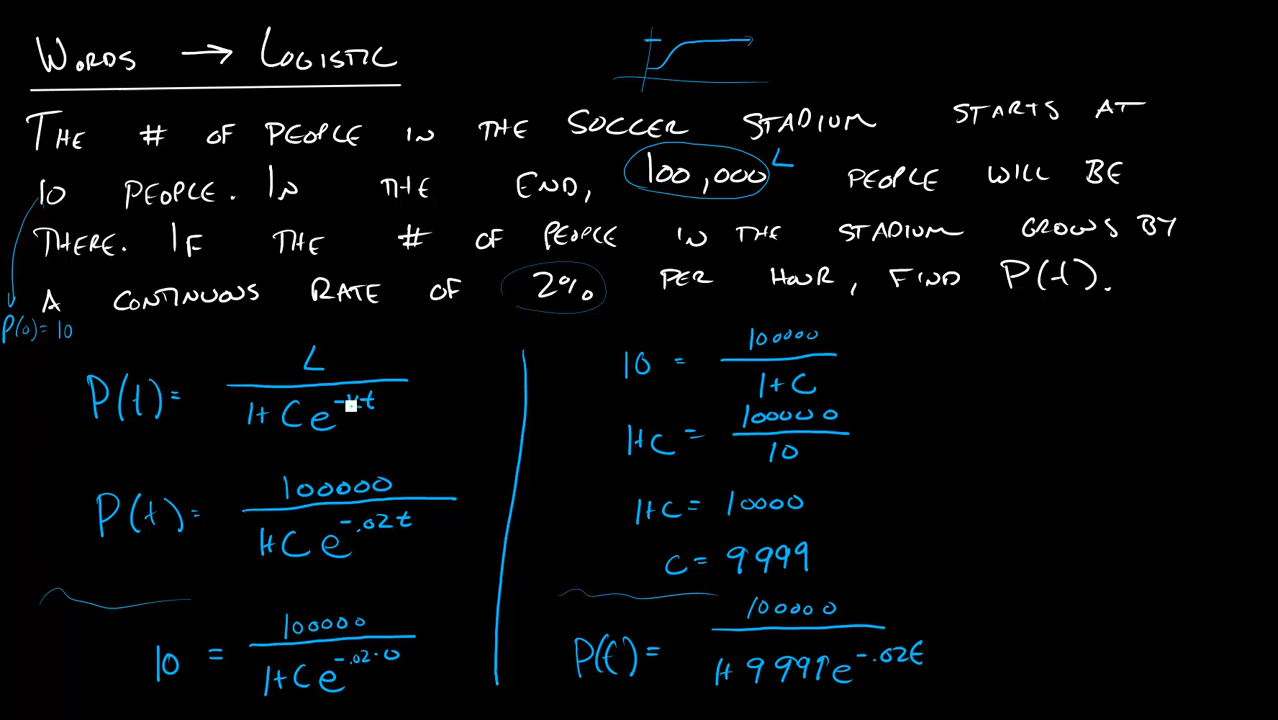 WORDS → LOGISTIC
THE # OF PEOPLE IN THE SOCCER STADIUM STARTS AT
10 PEOPLE. IN THE END, 100,000 L PEOPLE WILL BE
THERE. IF THE # OF PEOPLE IN THE STADIUM GROWS BY
A CONTINUOUS RATE OF 2% PER HOUR, FIND P(t).
P(0)=10
P(t)= L / 1+Ce^-kt
P(t)= 100000 / 1+Ce^-.02t
10 = 100000 / 1+Ce^-.02·0
10 = 100000 / 1+C
1+C = 100000 / 10
1+C = 10000
C = 9999
P(t)= 100000 / 1+9999e^-.02t